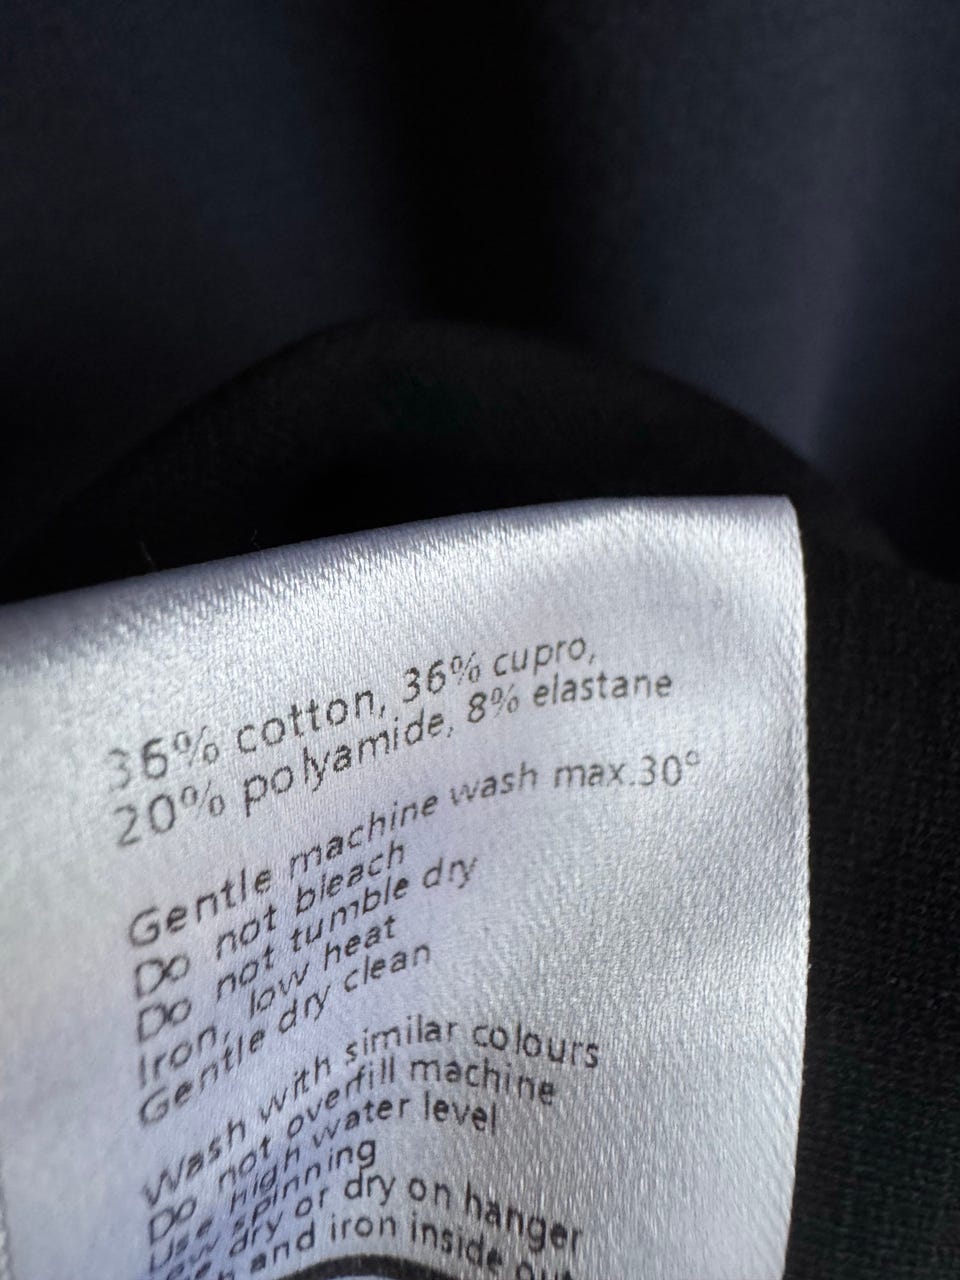 36% cotton, 36% cupro,
20% polyamide, 8% elastane
Gentle machine wash max.30°
Do not bleach
Do not tumble dry
Iron, low heat
Gentle dry clean
Wash with similar colours
Do not overfill machine
Use high water level
spinning
dry or dry on hanger
and iron inside out